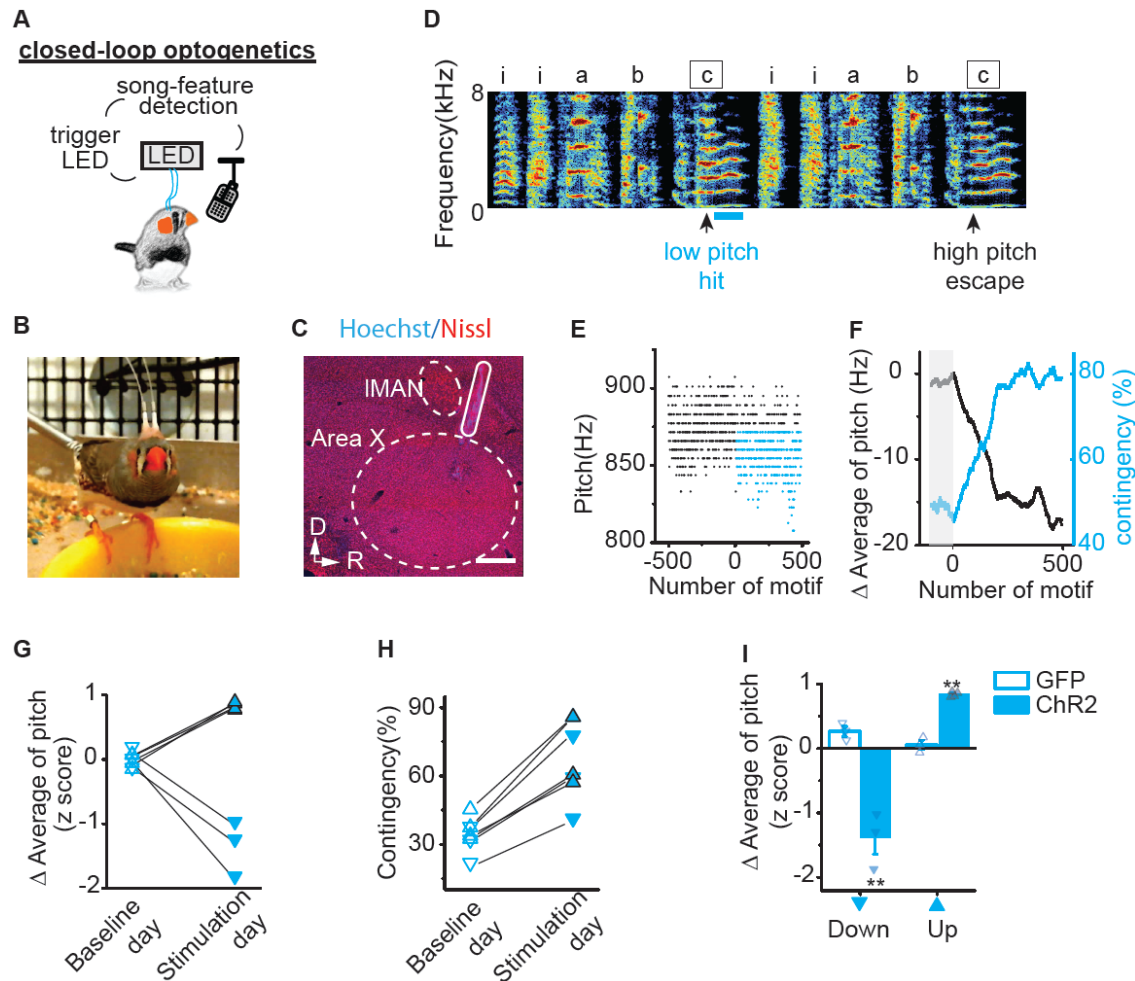 A
closed-loop optogenetics
song-feature
detection
trigger
LED
LED
B
C
Hoechst/Nissl
lMAN
Area X
D
R
D
i i a b c i i a b c
Frequency(kHz)
8
0
low pitch
hit
high pitch
escape
E
Pitch(Hz)
900
850
800
-500 0 500
Number of motif
F
Δ Average of pitch (Hz)
0
-10
-20
contingency (%)
80
60
40
0 500
Number of motif
G
Δ Average of pitch
(z score)
1
0
-1
-2
Baseline
day
Stimulation
day
H
Contingency(%)
90
60
30
Baseline
day
Stimulation
day
I
Δ Average of pitch
(z score)
1
0
-1
-2
**
**
Down Up
GFP
ChR2